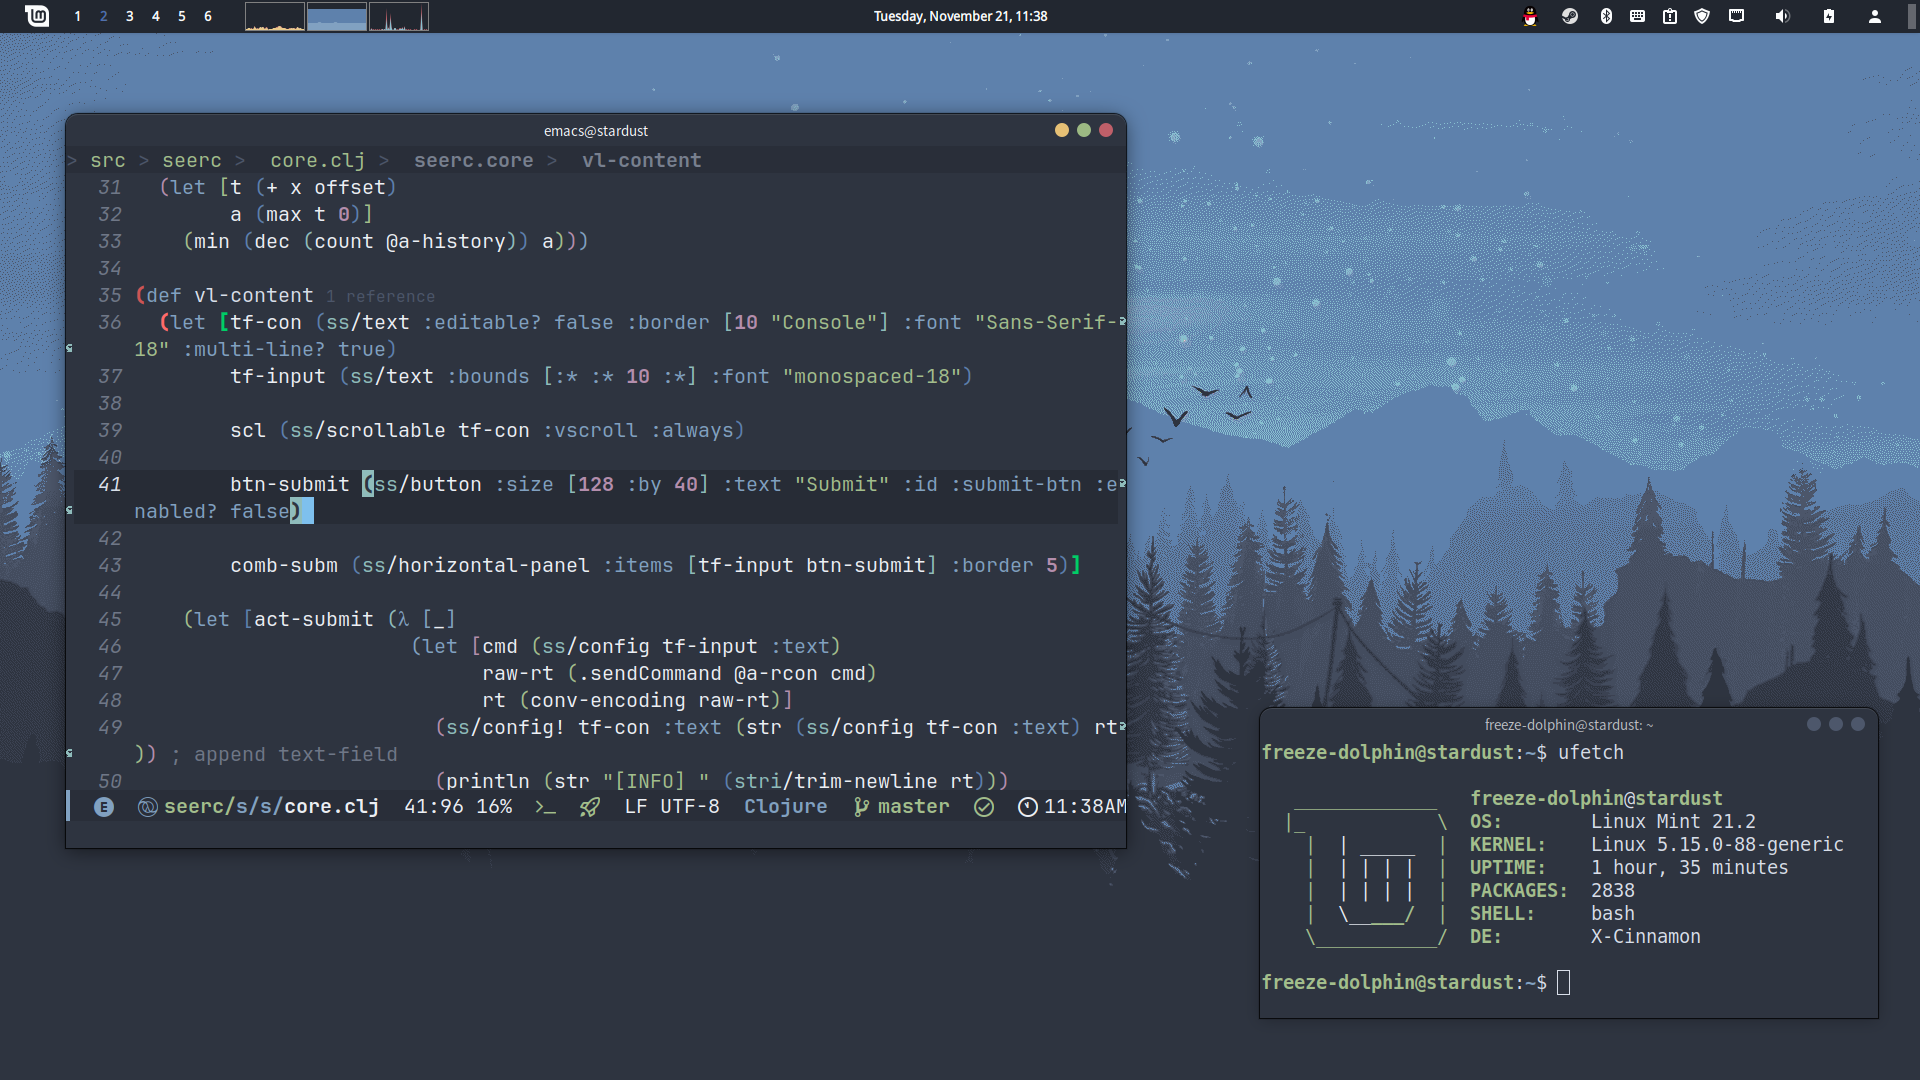 1 2 3 4 5 6
Tuesday, November 21, 11:38
emacs@stardust
> src > seerc > core.clj > seerc.core > vl-content
31 (let [t (+ x offset)
32 a (max t 0)]
33 (min (dec (count @a-history)) a)))
34
35 (def vl-content 1 reference
36 (let [tf-con (ss/text :editable? false :border [10 "Console"] :font "Sans-Serif-
18" :multi-line? true)
37 tf-input (ss/text :bounds [:* :* 10 :*] :font "monospaced-18")
38
39 scl (ss/scrollable tf-con :vscroll :always)
40
41 btn-submit (ss/button :size [128 :by 40] :text "Submit" :id :submit-btn :e
nabled? false)
42
43 comb-subm (ss/horizontal-panel :items [tf-input btn-submit] :border 5)]
44
45 (let [act-submit (λ [_]
46 (let [cmd (ss/config tf-input :text)
47 raw-rt (.sendCommand @a-rcon cmd)
48 rt (conv-encoding raw-rt)]
49 (ss/config! tf-con :text (str (ss/config tf-con :text) rt
)) ; append text-field
50 (println (str "[INFO] " (stri/trim-newline rt)))
E seerc/s/s/core.clj 41:96 16% >_ LF UTF-8 Clojure master 11:38AM
freeze-dolphin@stardust: ~
freeze-dolphin@stardust:~$ ufetch
freeze-dolphin@stardust
OS: Linux Mint 21.2
KERNEL: Linux 5.15.0-88-generic
UPTIME: 1 hour, 35 minutes
PACKAGES: 2838
SHELL: bash
DE: X-Cinnamon
freeze-dolphin@stardust:~$